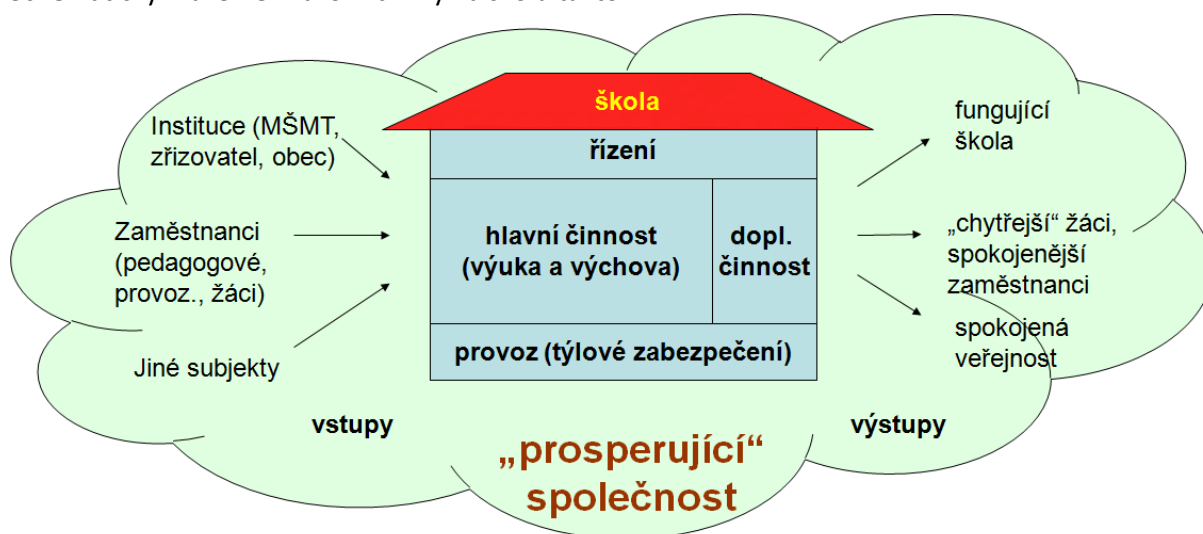 škola
řízení
hlavní činnost
(výuka a výchova)
dopl.
činnost
provoz (týlové zabezpečení)
Instituce (MŠMT,
zřizovatel, obec)
Zaměstnanci
(pedagogové,
provoz., žáci)
Jiné subjekty
vstupy
fungující
škola
„chytřejší“ žáci,
spokojenější
zaměstnanci
spokojená
veřejnost
výstupy
„prosperující“
společnost